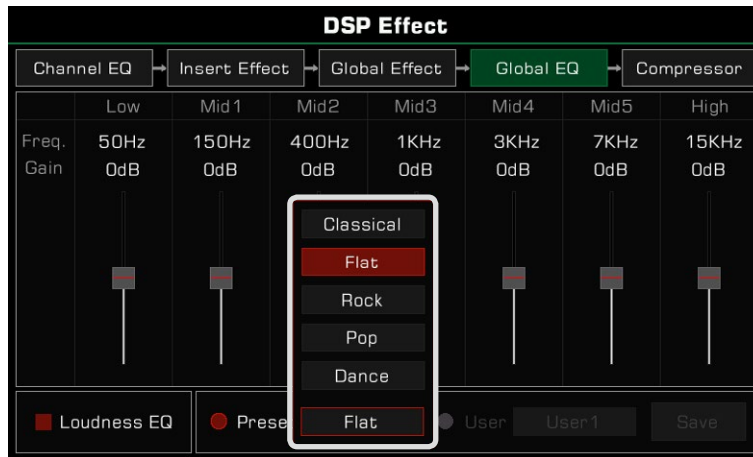 DSP Effect
Channel EQ Insert Effect Global Effect Global EQ Compressor
Low Mid1 Mid2 Mid3 Mid4 Mid5 High
Freq. 50Hz 150Hz 400Hz 1KHz 3KHz 7KHz 15KHz
Gain 0dB 0dB 0dB 0dB 0dB 0dB 0dB
Classical
Flat
Rock
Pop
Dance
Loudness EQ Prese Flat User User1 Save